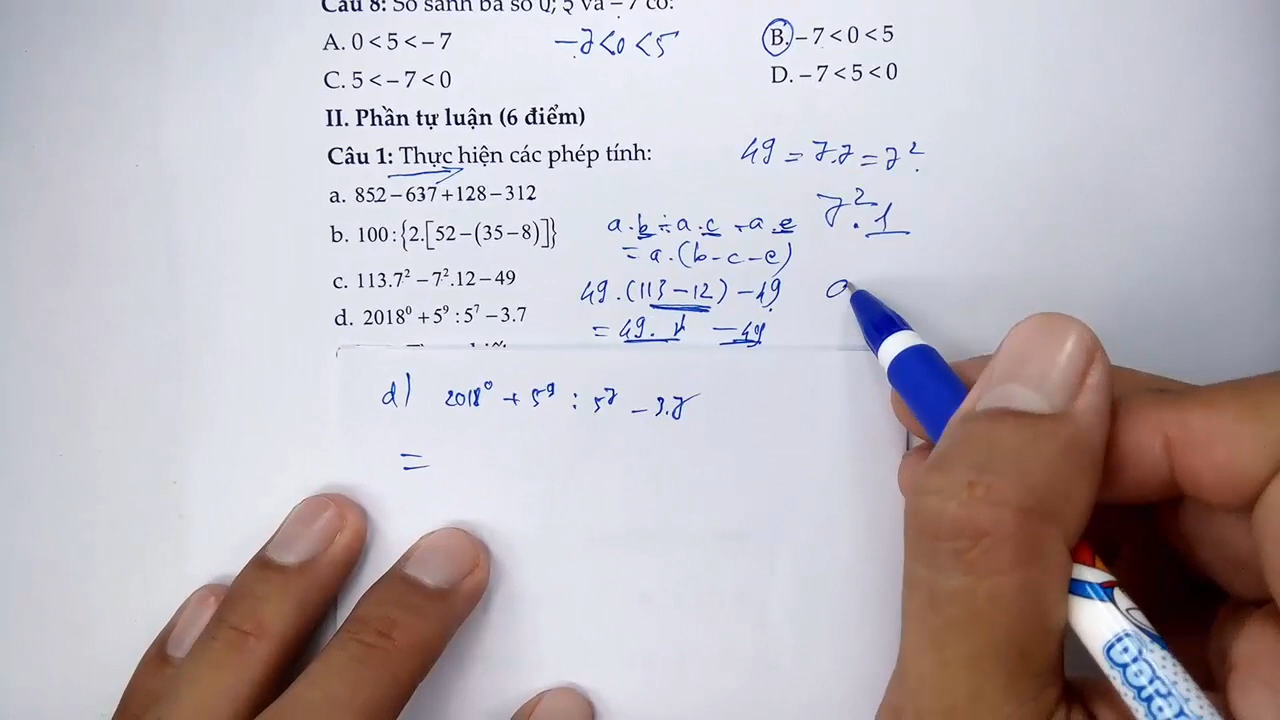 Câu 8: So sánh ba số 0; 5 và – 7 có:
A. 0 < 5 < – 7
–7<0<5
B. – 7 < 0 < 5
C. 5 < – 7 < 0
D. – 7 < 5 < 0
II. Phần tự luận (6 điểm)
Câu 1: Thực hiện các phép tính:
49 = 7.7 = 7²
a. 852 – 637 + 128 – 312
7².1
b. 100 : {2.[52 – (35 – 8)]}
= a.(b - c - e)
c. 113.7² – 7².12 – 49
49.(113 – 12) – 49
d. 2018⁰ + 5⁹ : 5⁷ – 3.7
d) 2018⁰ + 5⁹ : 5⁷ – 3.7
=